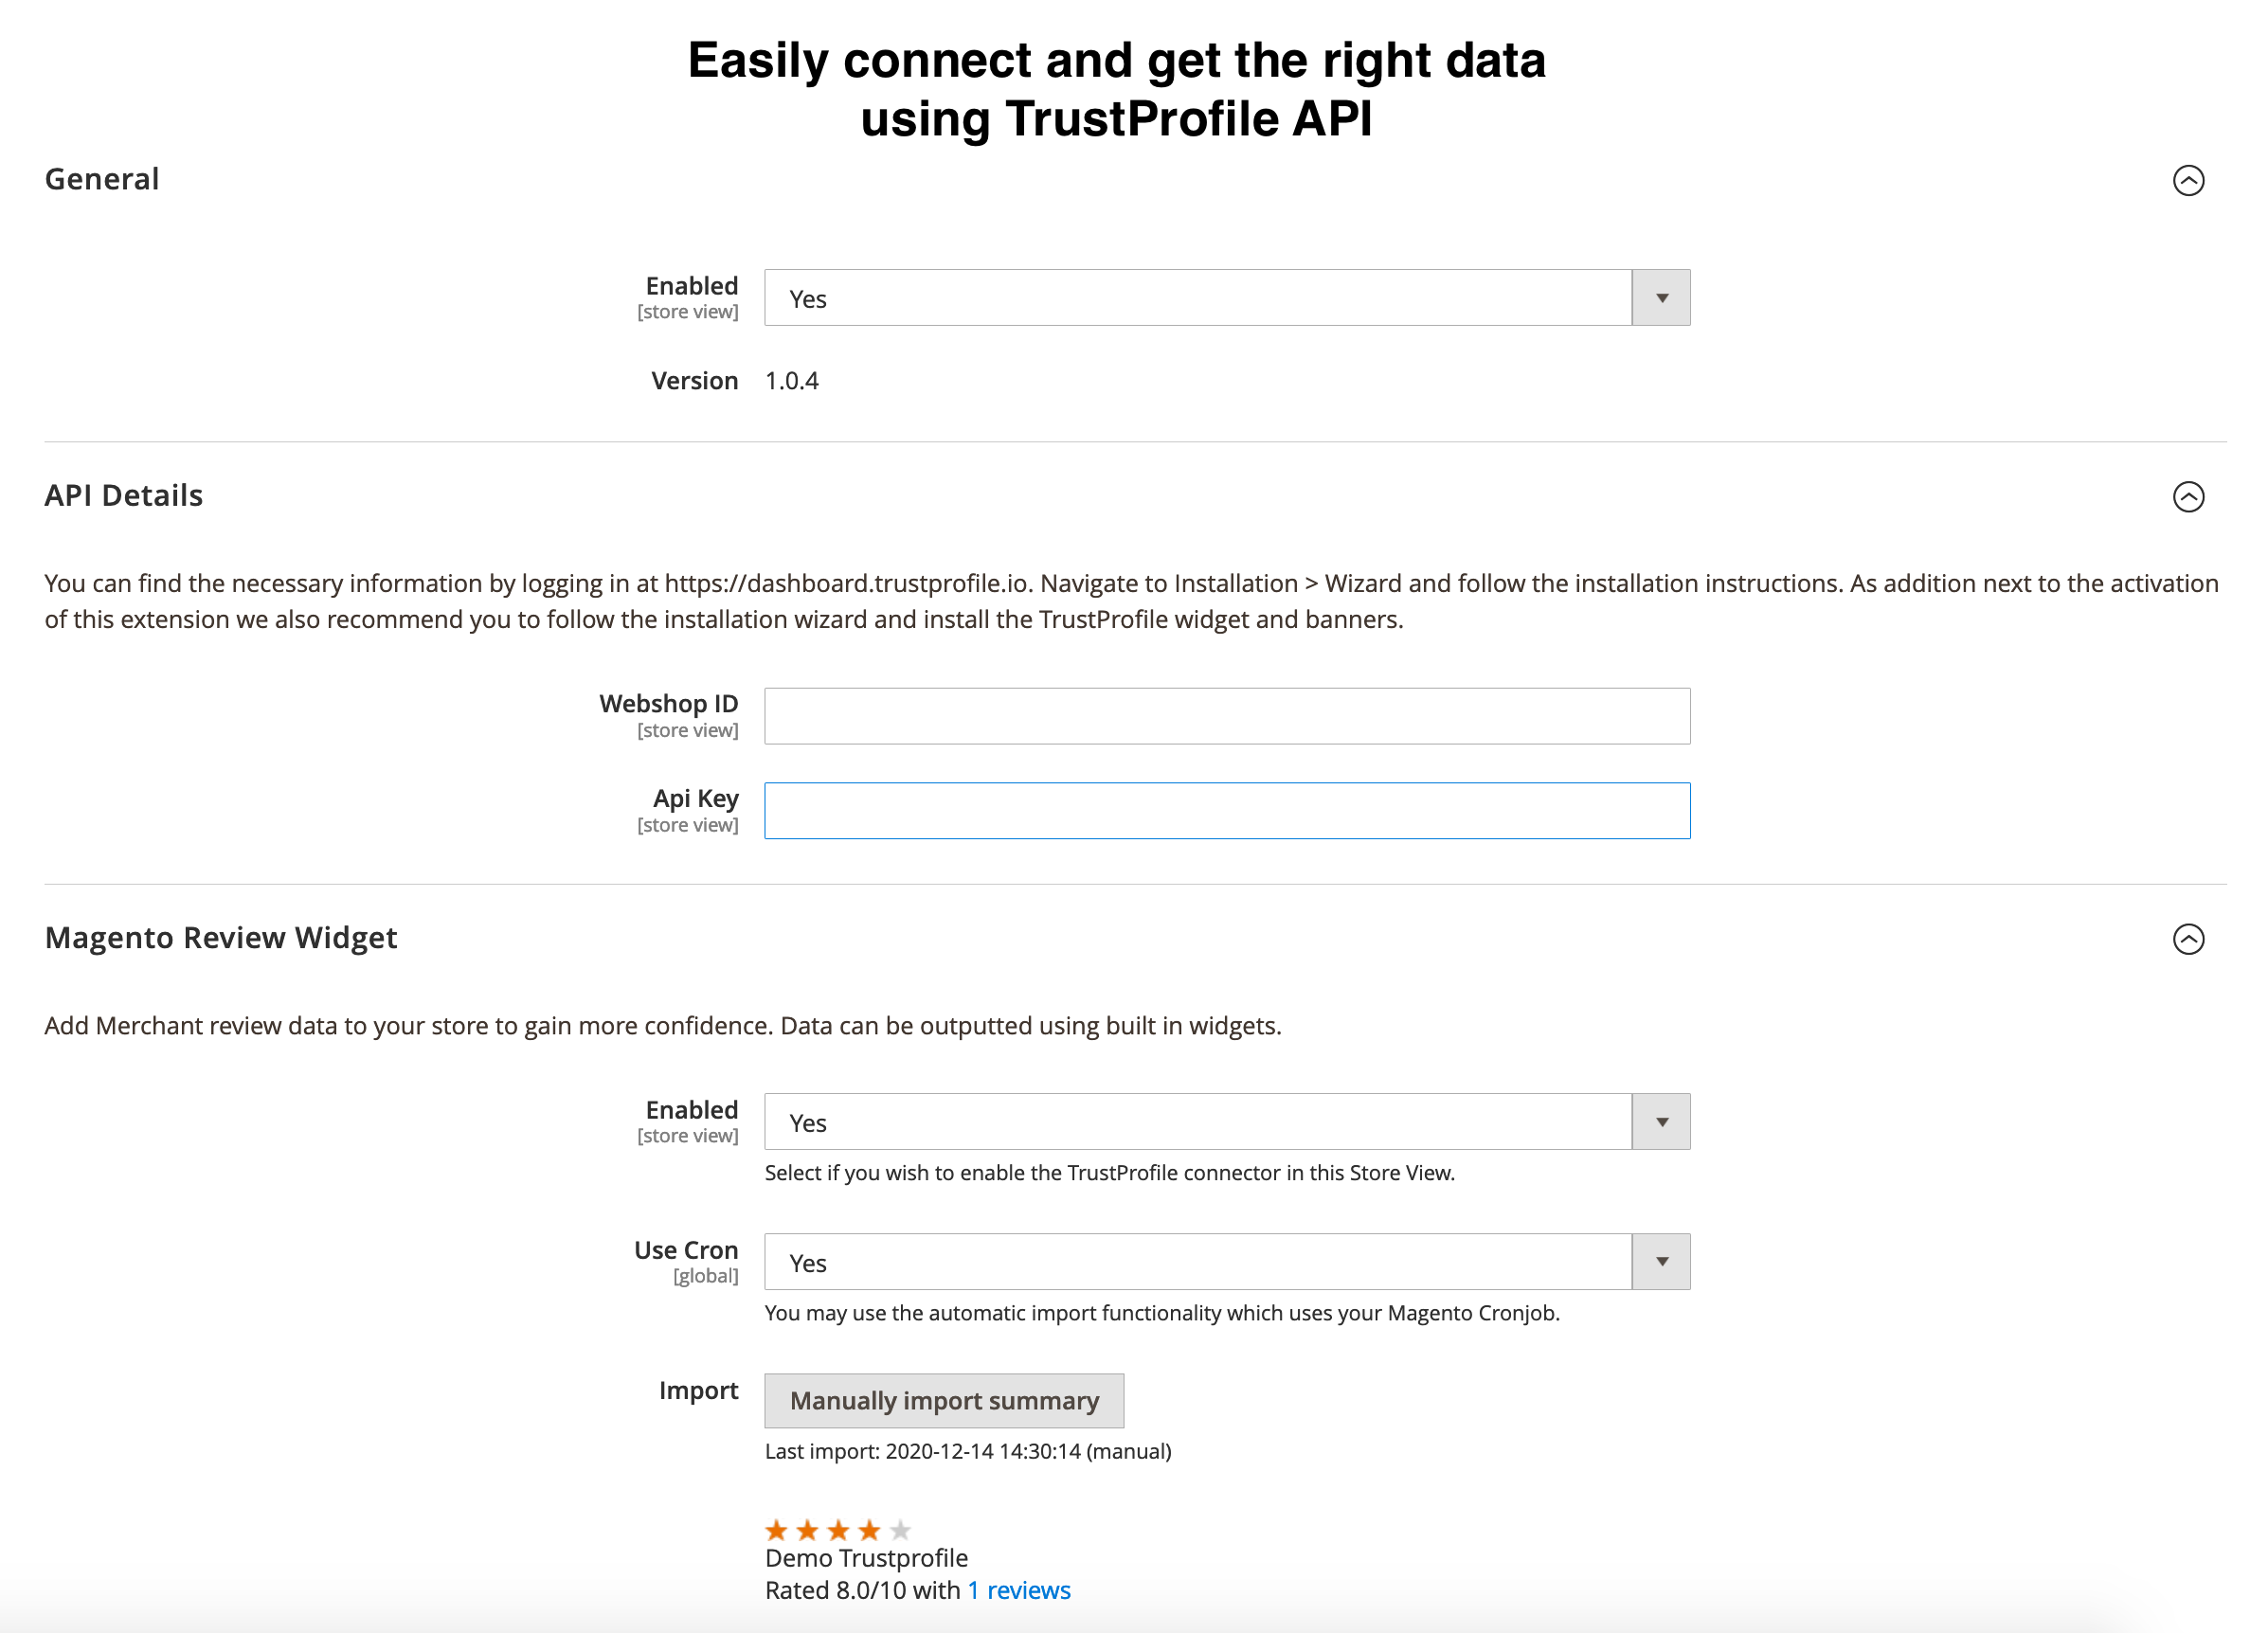 Easily connect and get the right data
using TrustProfile API
General
Enabled
[store view]
Yes
Version
1.0.4
API Details
You can find the necessary information by logging in at https://dashboard.trustprofile.io. Navigate to Installation > Wizard and follow the installation instructions. As addition next to the activation
of this extension we also recommend you to follow the installation wizard and install the TrustProfile widget and banners.
Webshop ID
[store view]
Api Key
[store view]
Magento Review Widget
Add Merchant review data to your store to gain more confidence. Data can be outputted using built in widgets.
Enabled
[store view]
Yes
Select if you wish to enable the TrustProfile connector in this Store View.
Use Cron
[global]
Yes
You may use the automatic import functionality which uses your Magento Cronjob.
Import
Manually import summary
Last import: 2020-12-14 14:30:14 (manual)
Demo Trustprofile
Rated 8.0/10 with 1 reviews